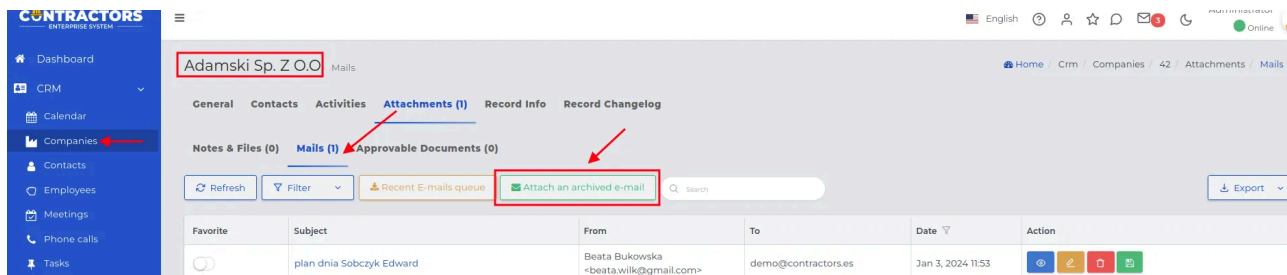 CONTRACTORS
ENTERPRISE SYSTEM
English
3
Administrator
Online
Dashboard
CRM
Calendar
Companies
Contacts
Employees
Meetings
Phone calls
Tasks
Adamski Sp. Z O.O Mails
Home / Crm / Companies / 42 / Attachments / Mails
General Contacts Activities Attachments (1) Record Info Record Changelog
Notes & Files (0) Mails (1) Approvable Documents (0)
Refresh Filter Recent E-mails queue Attach an archived e-mail Search Export
Favorite Subject From To Date Action
plan dnia Sobczyk Edward Beata Bukowska <beata.wilk@gmail.com> demo@contractors.es Jan 3, 2024 11:53